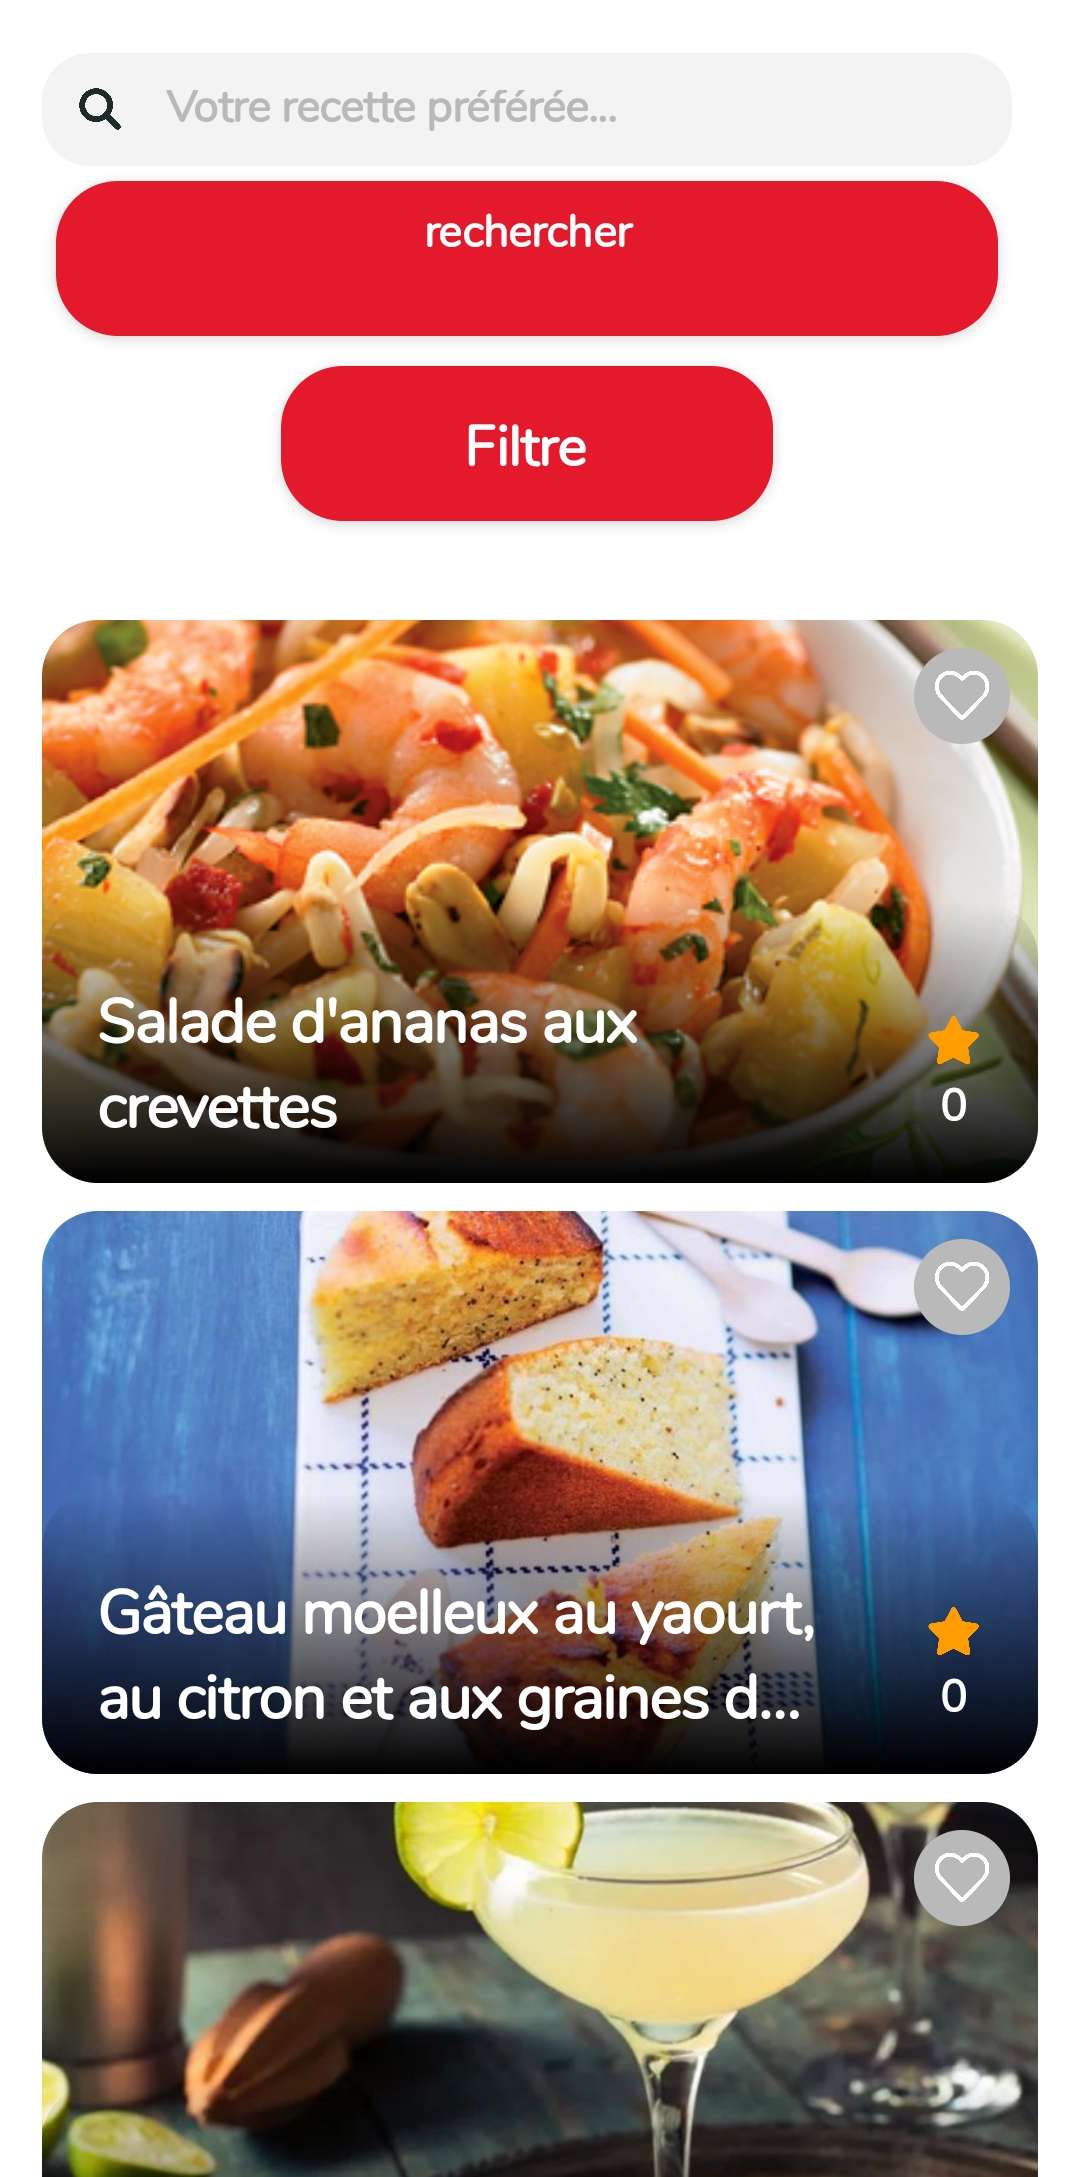 Votre recette préférée...
rechercher
Filtre
Salade d'ananas aux
crevettes
0
Gâteau moelleux au yaourt,
au citron et aux graines d...
0